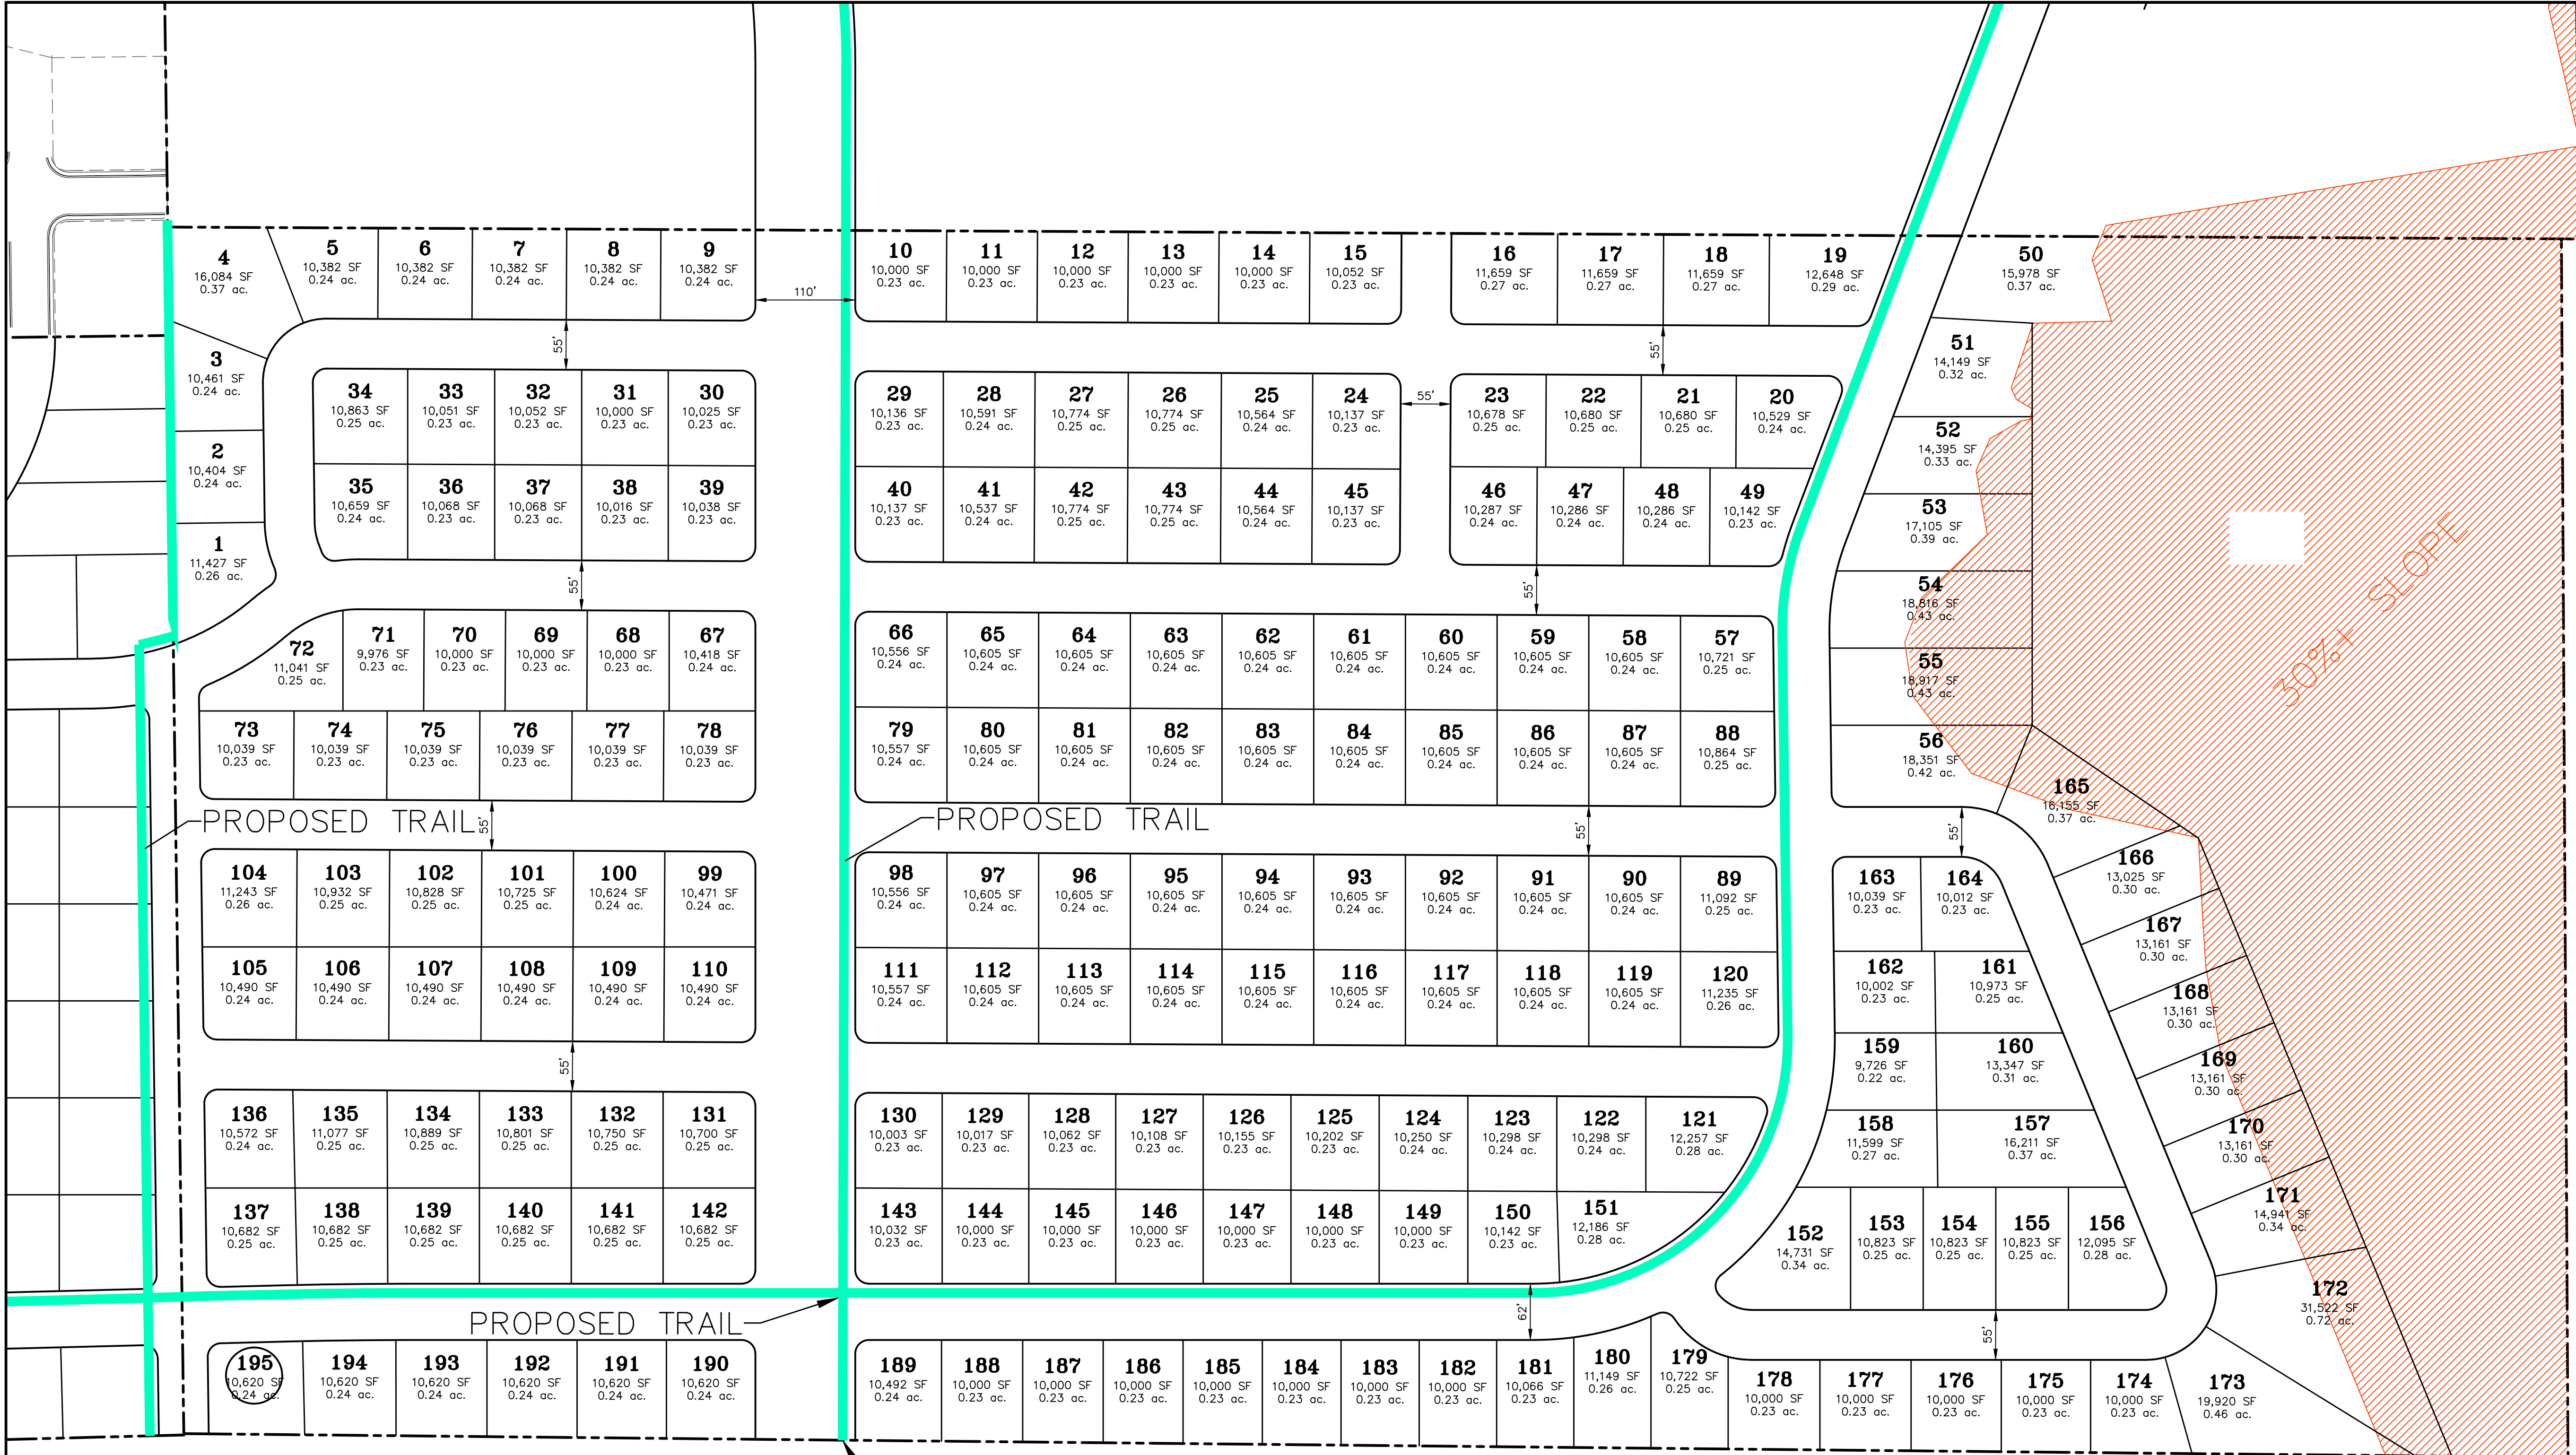 4
16,084 SF
0.37 ac.
5
10,382 SF
0.24 ac.
6
10,382 SF
0.24 ac.
7
10,382 SF
0.24 ac.
8
10,382 SF
0.24 ac.
9
10,382 SF
0.24 ac.
110'
10
10,000 SF
0.23 ac.
11
10,000 SF
0.23 ac.
12
10,000 SF
0.23 ac.
13
10,000 SF
0.23 ac.
14
10,000 SF
0.23 ac.
15
10,052 SF
0.23 ac.
16
11,659 SF
0.27 ac.
17
11,659 SF
0.27 ac.
18
11,659 SF
0.27 ac.
19
12,648 SF
0.29 ac.
50
15,978 SF
0.37 ac.
3
10,461 SF
0.24 ac.
55'
55'
51
14,149 SF
0.32 ac.
34
10,863 SF
0.25 ac.
33
10,051 SF
0.23 ac.
32
10,052 SF
0.23 ac.
31
10,000 SF
0.23 ac.
30
10,025 SF
0.23 ac.
29
10,136 SF
0.23 ac.
28
10,591 SF
0.24 ac.
27
10,774 SF
0.25 ac.
26
10,774 SF
0.25 ac.
25
10,564 SF
0.24 ac.
24
10,137 SF
0.23 ac.
55'
23
10,678 SF
0.25 ac.
22
10,680 SF
0.25 ac.
21
10,680 SF
0.25 ac.
20
10,529 SF
0.24 ac.
52
14,395 SF
0.33 ac.
2
10,404 SF
0.24 ac.
35
10,659 SF
0.24 ac.
36
10,068 SF
0.23 ac.
37
10,068 SF
0.23 ac.
38
10,016 SF
0.23 ac.
39
10,038 SF
0.23 ac.
40
10,137 SF
0.23 ac.
41
10,537 SF
0.24 ac.
42
10,774 SF
0.25 ac.
43
10,774 SF
0.25 ac.
44
10,564 SF
0.24 ac.
45
10,137 SF
0.23 ac.
46
10,287 SF
0.24 ac.
47
10,286 SF
0.24 ac.
48
10,286 SF
0.24 ac.
49
10,142 SF
0.23 ac.
53
17,105 SF
0.39 ac.
1
11,427 SF
0.26 ac.
55'
55'
54
18,816 SF
0.43 ac.
30%+ SLOPE
72
11,041 SF
0.25 ac.
71
9,976 SF
0.23 ac.
70
10,000 SF
0.23 ac.
69
10,000 SF
0.23 ac.
68
10,000 SF
0.23 ac.
67
10,418 SF
0.24 ac.
66
10,556 SF
0.24 ac.
65
10,605 SF
0.24 ac.
64
10,605 SF
0.24 ac.
63
10,605 SF
0.24 ac.
62
10,605 SF
0.24 ac.
61
10,605 SF
0.24 ac.
60
10,605 SF
0.24 ac.
59
10,605 SF
0.24 ac.
58
10,605 SF
0.24 ac.
57
10,721 SF
0.25 ac.
55
18,917 SF
0.43 ac.
73
10,039 SF
0.23 ac.
74
10,039 SF
0.23 ac.
75
10,039 SF
0.23 ac.
76
10,039 SF
0.23 ac.
77
10,039 SF
0.23 ac.
78
10,039 SF
0.23 ac.
79
10,557 SF
0.24 ac.
80
10,605 SF
0.24 ac.
81
10,605 SF
0.24 ac.
82
10,605 SF
0.24 ac.
83
10,605 SF
0.24 ac.
84
10,605 SF
0.24 ac.
85
10,605 SF
0.24 ac.
86
10,605 SF
0.24 ac.
87
10,605 SF
0.24 ac.
88
10,864 SF
0.25 ac.
56
18,351 SF
0.42 ac.
165
16,155 SF
0.37 ac.
PROPOSED TRAIL
55'
PROPOSED TRAIL
55'
55'
104
11,243 SF
0.26 ac.
103
10,932 SF
0.25 ac.
102
10,828 SF
0.25 ac.
101
10,725 SF
0.25 ac.
100
10,624 SF
0.24 ac.
99
10,471 SF
0.24 ac.
98
10,556 SF
0.24 ac.
97
10,605 SF
0.24 ac.
96
10,605 SF
0.24 ac.
95
10,605 SF
0.24 ac.
94
10,605 SF
0.24 ac.
93
10,605 SF
0.24 ac.
92
10,605 SF
0.24 ac.
91
10,605 SF
0.24 ac.
90
10,605 SF
0.24 ac.
89
11,092 SF
0.25 ac.
163
10,039 SF
0.23 ac.
164
10,012 SF
0.23 ac.
166
13,025 SF
0.30 ac.
167
13,161 SF
0.30 ac.
105
10,490 SF
0.24 ac.
106
10,490 SF
0.24 ac.
107
10,490 SF
0.24 ac.
108
10,490 SF
0.24 ac.
109
10,490 SF
0.24 ac.
110
10,490 SF
0.24 ac.
111
10,557 SF
0.24 ac.
112
10,605 SF
0.24 ac.
113
10,605 SF
0.24 ac.
114
10,605 SF
0.24 ac.
115
10,605 SF
0.24 ac.
116
10,605 SF
0.24 ac.
117
10,605 SF
0.24 ac.
118
10,605 SF
0.24 ac.
119
10,605 SF
0.24 ac.
120
11,235 SF
0.26 ac.
162
10,002 SF
0.23 ac.
161
10,973 SF
0.25 ac.
168
13,161 SF
0.30 ac.
55'
159
9,726 SF
0.22 ac.
160
13,347 SF
0.31 ac.
169
13,161 SF
0.30 ac.
136
10,572 SF
0.24 ac.
135
11,077 SF
0.25 ac.
134
10,889 SF
0.25 ac.
133
10,801 SF
0.25 ac.
132
10,750 SF
0.25 ac.
131
10,700 SF
0.25 ac.
130
10,003 SF
0.23 ac.
129
10,017 SF
0.23 ac.
128
10,062 SF
0.23 ac.
127
10,108 SF
0.23 ac.
126
10,155 SF
0.23 ac.
125
10,202 SF
0.23 ac.
124
10,250 SF
0.24 ac.
123
10,298 SF
0.24 ac.
122
10,298 SF
0.24 ac.
121
12,257 SF
0.28 ac.
158
11,599 SF
0.27 ac.
157
16,211 SF
0.37 ac.
170
13,161 SF
0.30 ac.
137
10,682 SF
0.25 ac.
138
10,682 SF
0.25 ac.
139
10,682 SF
0.25 ac.
140
10,682 SF
0.25 ac.
141
10,682 SF
0.25 ac.
142
10,682 SF
0.25 ac.
143
10,032 SF
0.23 ac.
144
10,000 SF
0.23 ac.
145
10,000 SF
0.23 ac.
146
10,000 SF
0.23 ac.
147
10,000 SF
0.23 ac.
148
10,000 SF
0.23 ac.
149
10,000 SF
0.23 ac.
150
10,142 SF
0.23 ac.
151
12,186 SF
0.28 ac.
152
14,731 SF
0.34 ac.
153
10,823 SF
0.25 ac.
154
10,823 SF
0.25 ac.
155
10,823 SF
0.25 ac.
156
12,095 SF
0.28 ac.
171
14,941 SF
0.34 ac.
172
31,522 SF
0.72 ac.
PROPOSED TRAIL
62'
55'
195
10,620 SF
0.24 ac.
194
10,620 SF
0.24 ac.
193
10,620 SF
0.24 ac.
192
10,620 SF
0.24 ac.
191
10,620 SF
0.24 ac.
190
10,620 SF
0.24 ac.
189
10,492 SF
0.24 ac.
188
10,000 SF
0.23 ac.
187
10,000 SF
0.23 ac.
186
10,000 SF
0.23 ac.
185
10,000 SF
0.23 ac.
184
10,000 SF
0.23 ac.
183
10,000 SF
0.23 ac.
182
10,000 SF
0.23 ac.
181
10,066 SF
0.23 ac.
180
11,149 SF
0.26 ac.
179
10,722 SF
0.25 ac.
178
10,000 SF
0.23 ac.
177
10,000 SF
0.23 ac.
176
10,000 SF
0.23 ac.
175
10,000 SF
0.23 ac.
174
10,000 SF
0.23 ac.
173
19,920 SF
0.46 ac.